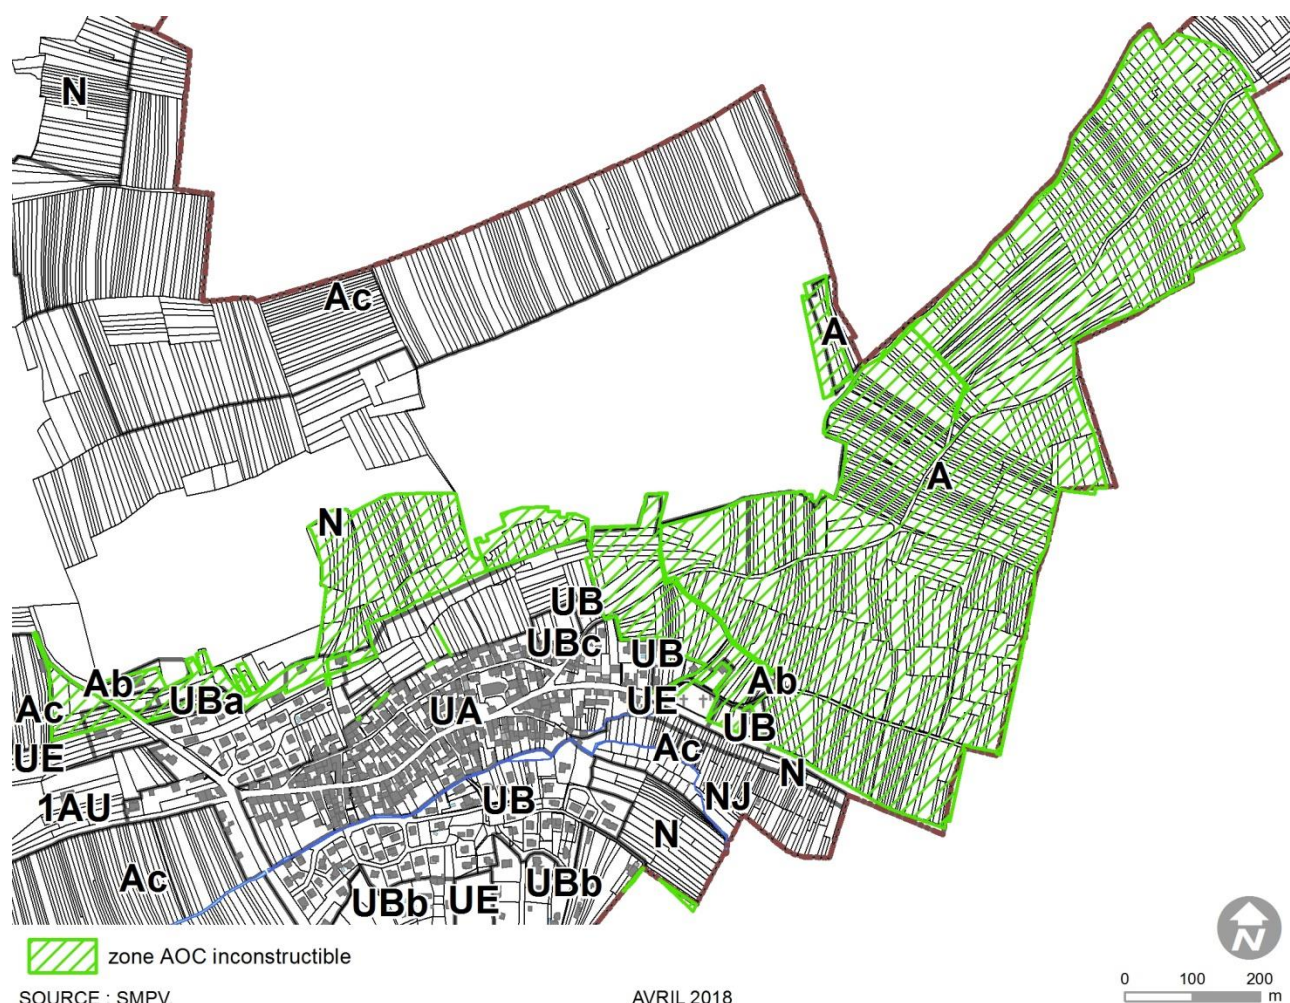 N
Ac
A
A
N
UB
UBc
UB
Ab
Ab
UBa
UE
Ac
UA
UB
UE
Ac
N
1AU
UB
NJ
N
Ac
UBb
UE
UBb
N
zone AOC inconstructible
0 100 200
m
SOURCE : SMPV
AVRIL 2018